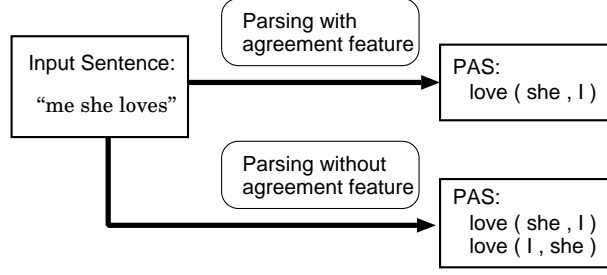 Parsing with
agreement feature
Input Sentence:
“me she loves”
PAS:
love ( she , I )
Parsing without
agreement feature
PAS:
love ( she , I )
love ( I , she )